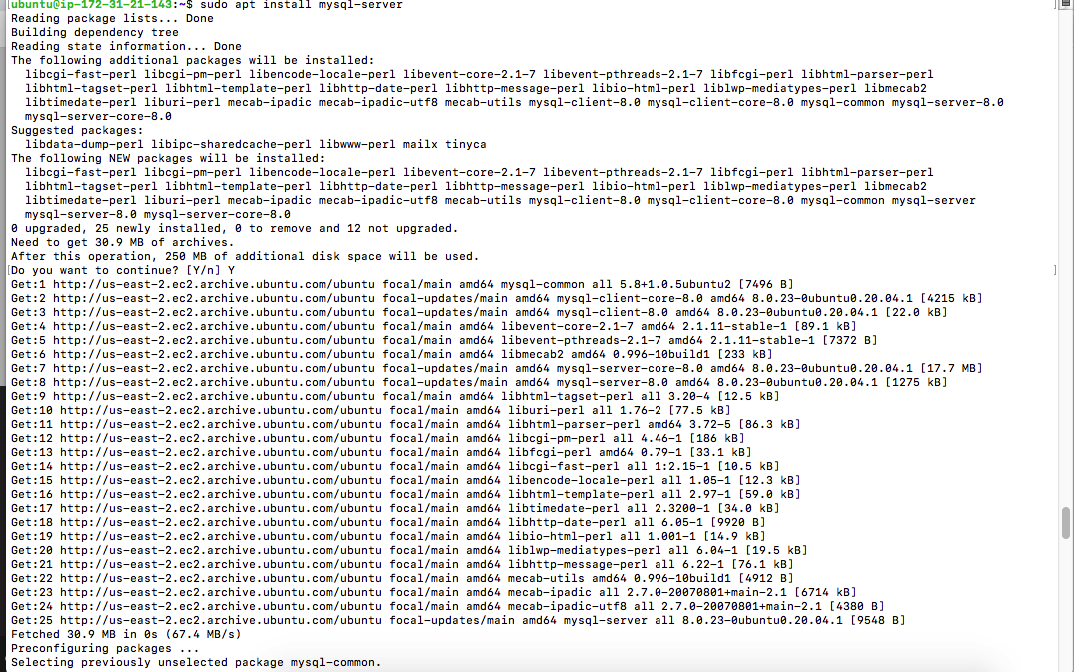 [ubuntu@ip-172-31-21-143:~$ sudo apt install mysql-server ]
Reading package lists... Done
Building dependency tree
Reading state information... Done
The following additional packages will be installed:
  libcgi-fast-perl libcgi-pm-perl libencode-locale-perl libevent-core-2.1-7 libevent-pthreads-2.1-7 libfcgi-perl libhtml-parser-perl
  libhtml-tagset-perl libhtml-template-perl libhttp-date-perl libhttp-message-perl libio-html-perl liblwp-mediatypes-perl libmecab2
  libtimedate-perl liburi-perl mecab-ipadic mecab-ipadic-utf8 mecab-utils mysql-client-8.0 mysql-client-core-8.0 mysql-common mysql-server-8.0
  mysql-server-core-8.0
Suggested packages:
  libdata-dump-perl libipc-sharedcache-perl libwww-perl mailx tinyca
The following NEW packages will be installed:
  libcgi-fast-perl libcgi-pm-perl libencode-locale-perl libevent-core-2.1-7 libevent-pthreads-2.1-7 libfcgi-perl libhtml-parser-perl
  libhtml-tagset-perl libhtml-template-perl libhttp-date-perl libhttp-message-perl libio-html-perl liblwp-mediatypes-perl libmecab2
  libtimedate-perl liburi-perl mecab-ipadic mecab-ipadic-utf8 mecab-utils mysql-client-8.0 mysql-client-core-8.0 mysql-common mysql-server
  mysql-server-8.0 mysql-server-core-8.0
0 upgraded, 25 newly installed, 0 to remove and 12 not upgraded.
Need to get 30.9 MB of archives.
After this operation, 250 MB of additional disk space will be used.
[Do you want to continue? [Y/n] Y ]
Get:1 http://us-east-2.ec2.archive.ubuntu.com/ubuntu focal/main amd64 mysql-common all 5.8+1.0.5ubuntu2 [7496 B]
Get:2 http://us-east-2.ec2.archive.ubuntu.com/ubuntu focal-updates/main amd64 mysql-client-core-8.0 amd64 8.0.23-0ubuntu0.20.04.1 [4215 kB]
Get:3 http://us-east-2.ec2.archive.ubuntu.com/ubuntu focal-updates/main amd64 mysql-client-8.0 amd64 8.0.23-0ubuntu0.20.04.1 [22.0 kB]
Get:4 http://us-east-2.ec2.archive.ubuntu.com/ubuntu focal/main amd64 libevent-core-2.1-7 amd64 2.1.11-stable-1 [89.1 kB]
Get:5 http://us-east-2.ec2.archive.ubuntu.com/ubuntu focal/main amd64 libevent-pthreads-2.1-7 amd64 2.1.11-stable-1 [7372 B]
Get:6 http://us-east-2.ec2.archive.ubuntu.com/ubuntu focal/main amd64 libmecab2 amd64 0.996-10build1 [233 kB]
Get:7 http://us-east-2.ec2.archive.ubuntu.com/ubuntu focal-updates/main amd64 mysql-server-core-8.0 amd64 8.0.23-0ubuntu0.20.04.1 [17.7 MB]
Get:8 http://us-east-2.ec2.archive.ubuntu.com/ubuntu focal-updates/main amd64 mysql-server-8.0 amd64 8.0.23-0ubuntu0.20.04.1 [1275 kB]
Get:9 http://us-east-2.ec2.archive.ubuntu.com/ubuntu focal/main amd64 libhtml-tagset-perl all 3.20-4 [12.5 kB]
Get:10 http://us-east-2.ec2.archive.ubuntu.com/ubuntu focal/main amd64 liburi-perl all 1.76-2 [77.5 kB]
Get:11 http://us-east-2.ec2.archive.ubuntu.com/ubuntu focal/main amd64 libhtml-parser-perl amd64 3.72-5 [86.3 kB]
Get:12 http://us-east-2.ec2.archive.ubuntu.com/ubuntu focal/main amd64 libcgi-pm-perl all 4.46-1 [186 kB]
Get:13 http://us-east-2.ec2.archive.ubuntu.com/ubuntu focal/main amd64 libfcgi-perl amd64 0.79-1 [33.1 kB]
Get:14 http://us-east-2.ec2.archive.ubuntu.com/ubuntu focal/main amd64 libcgi-fast-perl all 1:2.15-1 [10.5 kB]
Get:15 http://us-east-2.ec2.archive.ubuntu.com/ubuntu focal/main amd64 libencode-locale-perl all 1.05-1 [12.3 kB]
Get:16 http://us-east-2.ec2.archive.ubuntu.com/ubuntu focal/main amd64 libhtml-template-perl all 2.97-1 [59.0 kB]
Get:17 http://us-east-2.ec2.archive.ubuntu.com/ubuntu focal/main amd64 libtimedate-perl all 2.3200-1 [34.0 kB]
Get:18 http://us-east-2.ec2.archive.ubuntu.com/ubuntu focal/main amd64 libhttp-date-perl all 6.05-1 [9920 B]
Get:19 http://us-east-2.ec2.archive.ubuntu.com/ubuntu focal/main amd64 libio-html-perl all 1.001-1 [14.9 kB]
Get:20 http://us-east-2.ec2.archive.ubuntu.com/ubuntu focal/main amd64 liblwp-mediatypes-perl all 6.04-1 [19.5 kB]
Get:21 http://us-east-2.ec2.archive.ubuntu.com/ubuntu focal/main amd64 libhttp-message-perl all 6.22-1 [76.1 kB]
Get:22 http://us-east-2.ec2.archive.ubuntu.com/ubuntu focal/main amd64 mecab-utils amd64 0.996-10build1 [4912 B]
Get:23 http://us-east-2.ec2.archive.ubuntu.com/ubuntu focal/main amd64 mecab-ipadic all 2.7.0-20070801+main-2.1 [6714 kB]
Get:24 http://us-east-2.ec2.archive.ubuntu.com/ubuntu focal/main amd64 mecab-ipadic-utf8 all 2.7.0-20070801+main-2.1 [4380 B]
Get:25 http://us-east-2.ec2.archive.ubuntu.com/ubuntu focal-updates/main amd64 mysql-server all 8.0.23-0ubuntu0.20.04.1 [9548 B]
Fetched 30.9 MB in 0s (67.4 MB/s)
Preconfiguring packages ...
Selecting previously unselected package mysql-common.